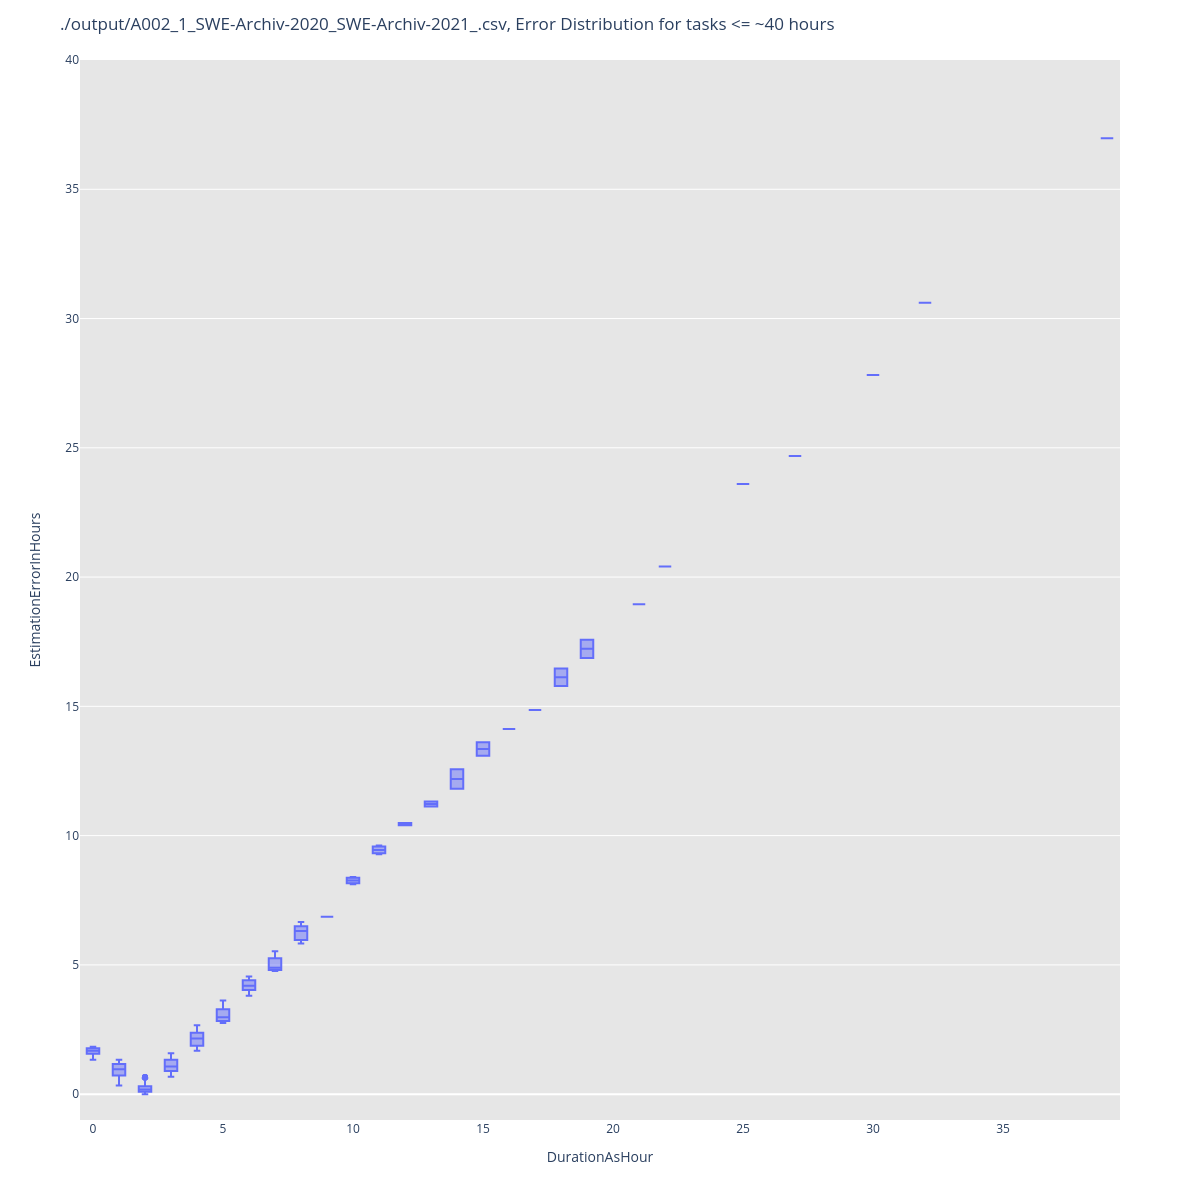 ./output/A002_1_SWE-Archiv-2020_SWE-Archiv-2021_.csv, Error Distribution for tasks <= ~40 hours
40
35
30
25
20
15
10
5
0
EstimationErrorInHours
0 5 10 15 20 25 30 35
DurationAsHour